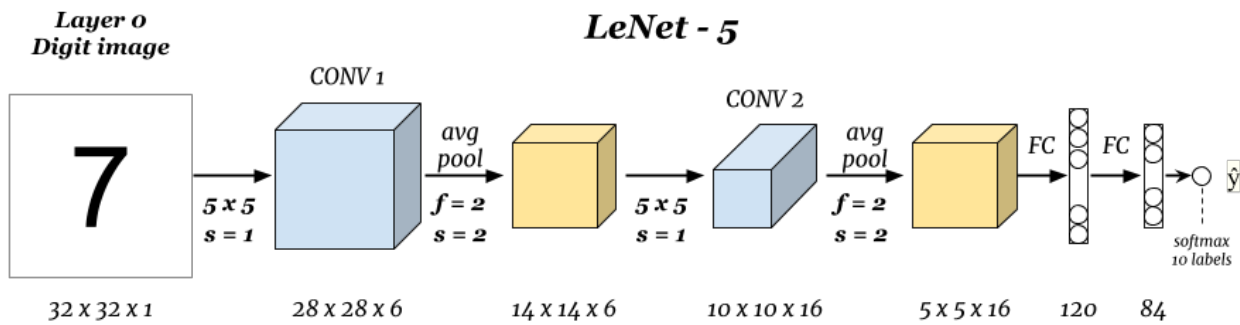 Layer 0
Digit image
LeNet - 5
CONV 1
CONV 2
7
avg
pool
avg
pool
FC
FC
ŷ
5 x 5
s = 1
f = 2
s = 2
5 x 5
s = 1
f = 2
s = 2
softmax
10 labels
32 x 32 x 1
28 x 28 x 6
14 x 14 x 6
10 x 10 x 16
5 x 5 x 16
120
84